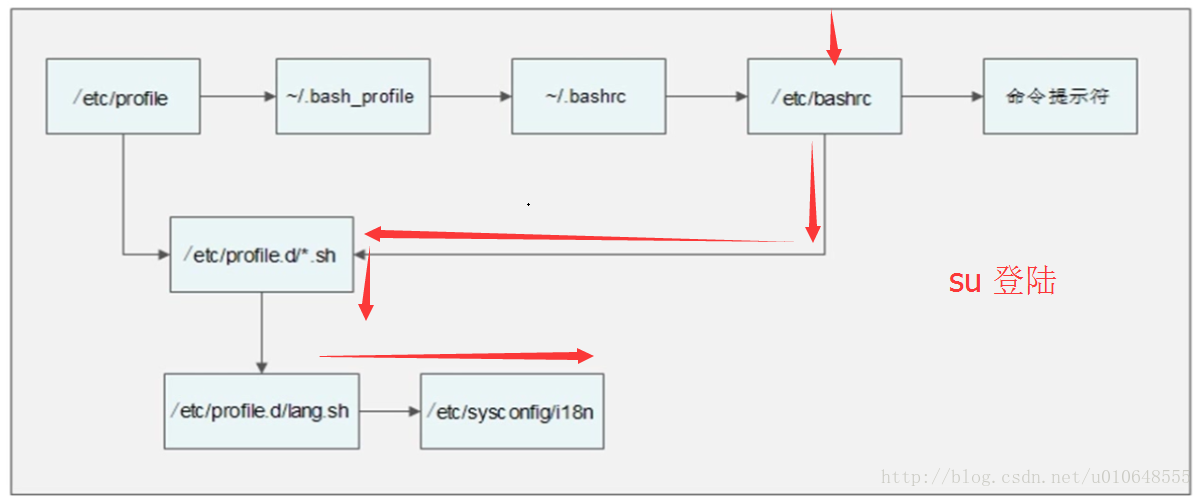 /etc/profile
~/.bash_profile
~/.bashrc
/etc/bashrc
命令提示符
/etc/profile.d/*.sh
su 登陆
/etc/profile.d/lang.sh
/etc/sysconfig/i18n
http://blog.csdn.net/u010648555